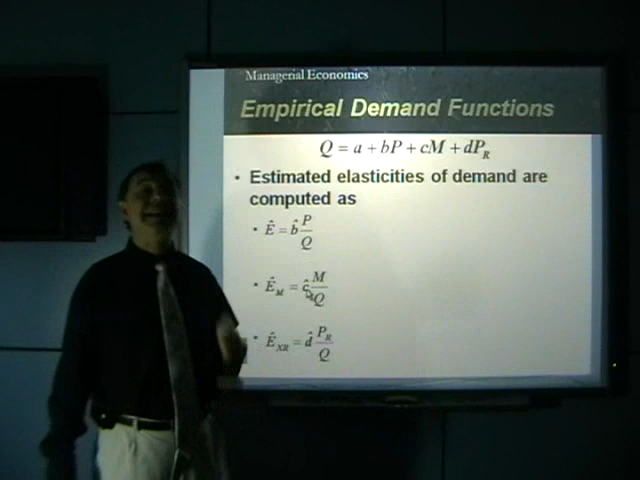 Managerial Economics
Empirical Demand Functions
Q = a + bP + cM + dP_R
• Estimated elasticities of demand are
computed as
• Ê = b̂ P/Q
• Ê_M = ĉ M/Q
• Ê_XR = d̂ P_R/Q